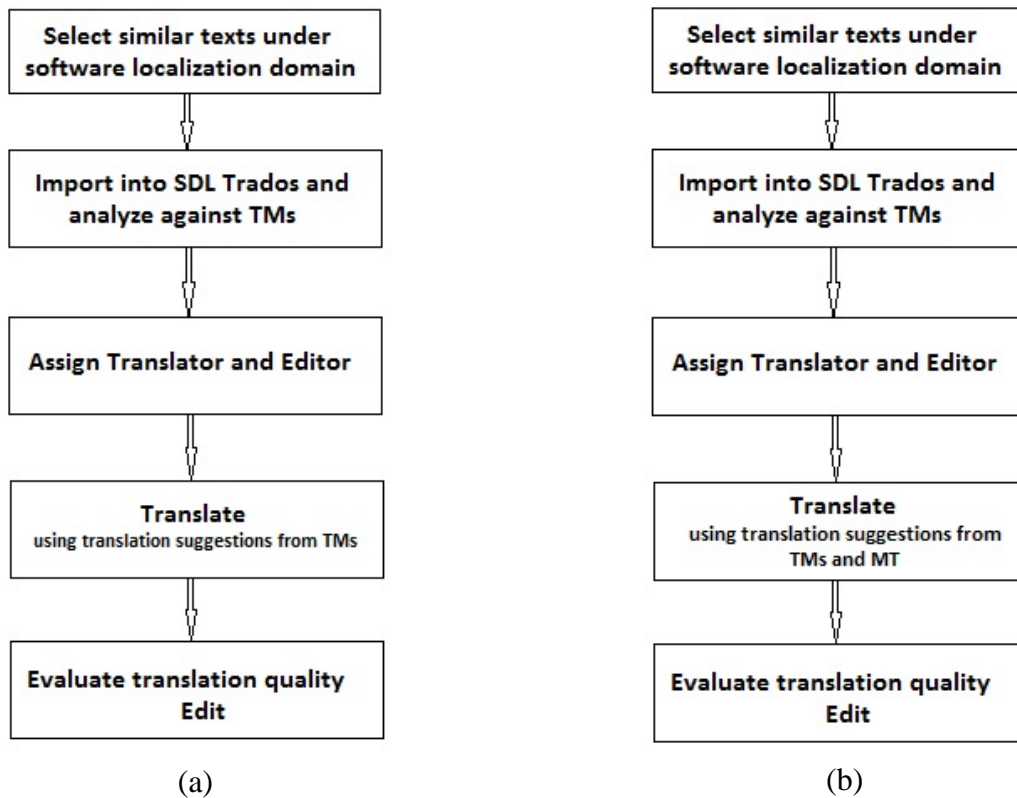 Select similar texts under
software localization domain
Import into SDL Trados and
analyze against TMs
Assign Translator and Editor
Translate
using translation suggestions from TMs
Evaluate translation quality
Edit
(a)
Select similar texts under
software localization domain
Import into SDL Trados and
analyze against TMs
Assign Translator and Editor
Translate
using translation suggestions from
TMs and MT
Evaluate translation quality
Edit
(b)